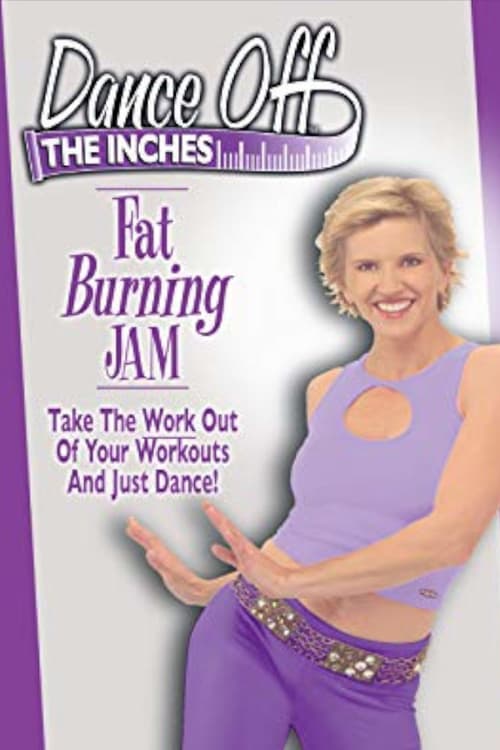 Dance Off
THE INCHES
Fat
Burning
JAM
Take The Work Out
Of Your Workouts
And Just Dance!